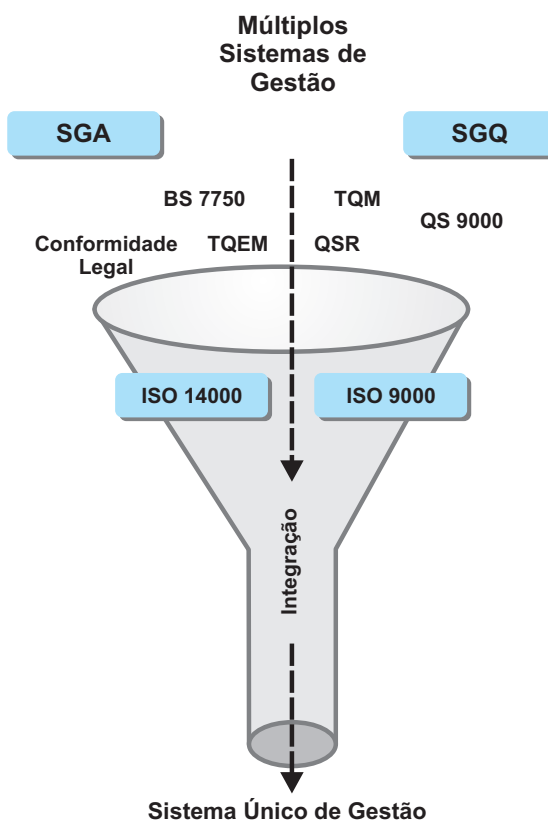 Múltiplos
Sistemas de
Gestão
SGA
SGQ
BS 7750
TQM
QS 9000
Conformidade
Legal
TQEM
QSR
ISO 14000
ISO 9000
Integração
Sistema Único de Gestão